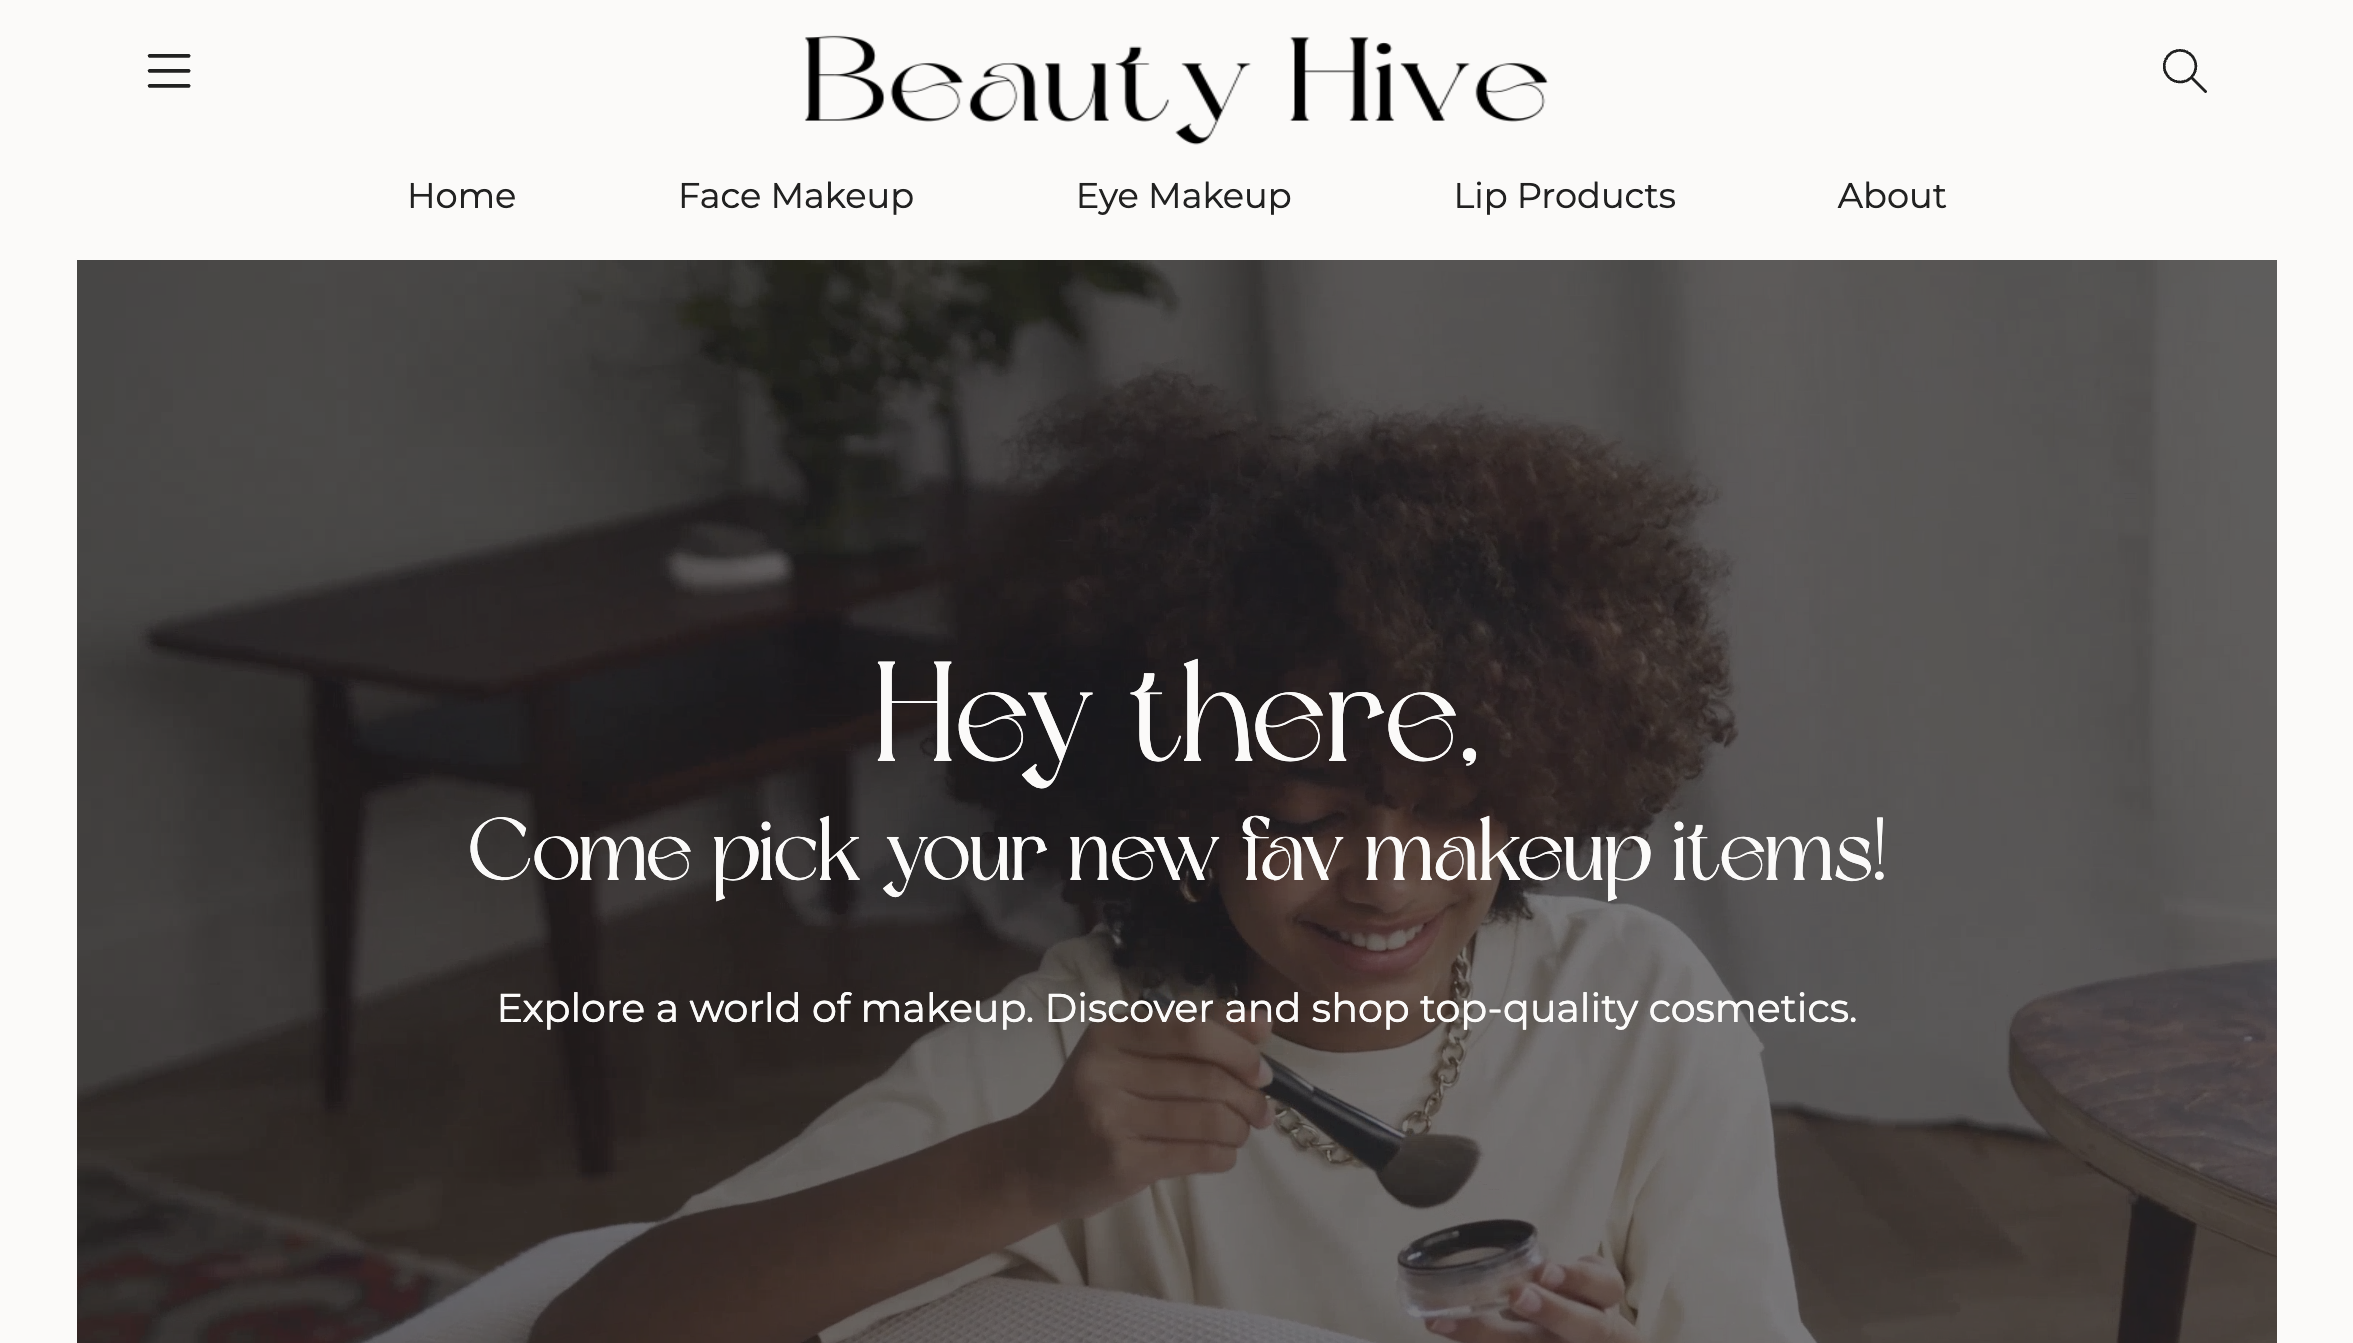 Beauty Hive
Home Face Makeup Eye Makeup Lip Products About
Hey there,
Come pick your new fav makeup items!
Explore a world of makeup. Discover and shop top-quality cosmetics.